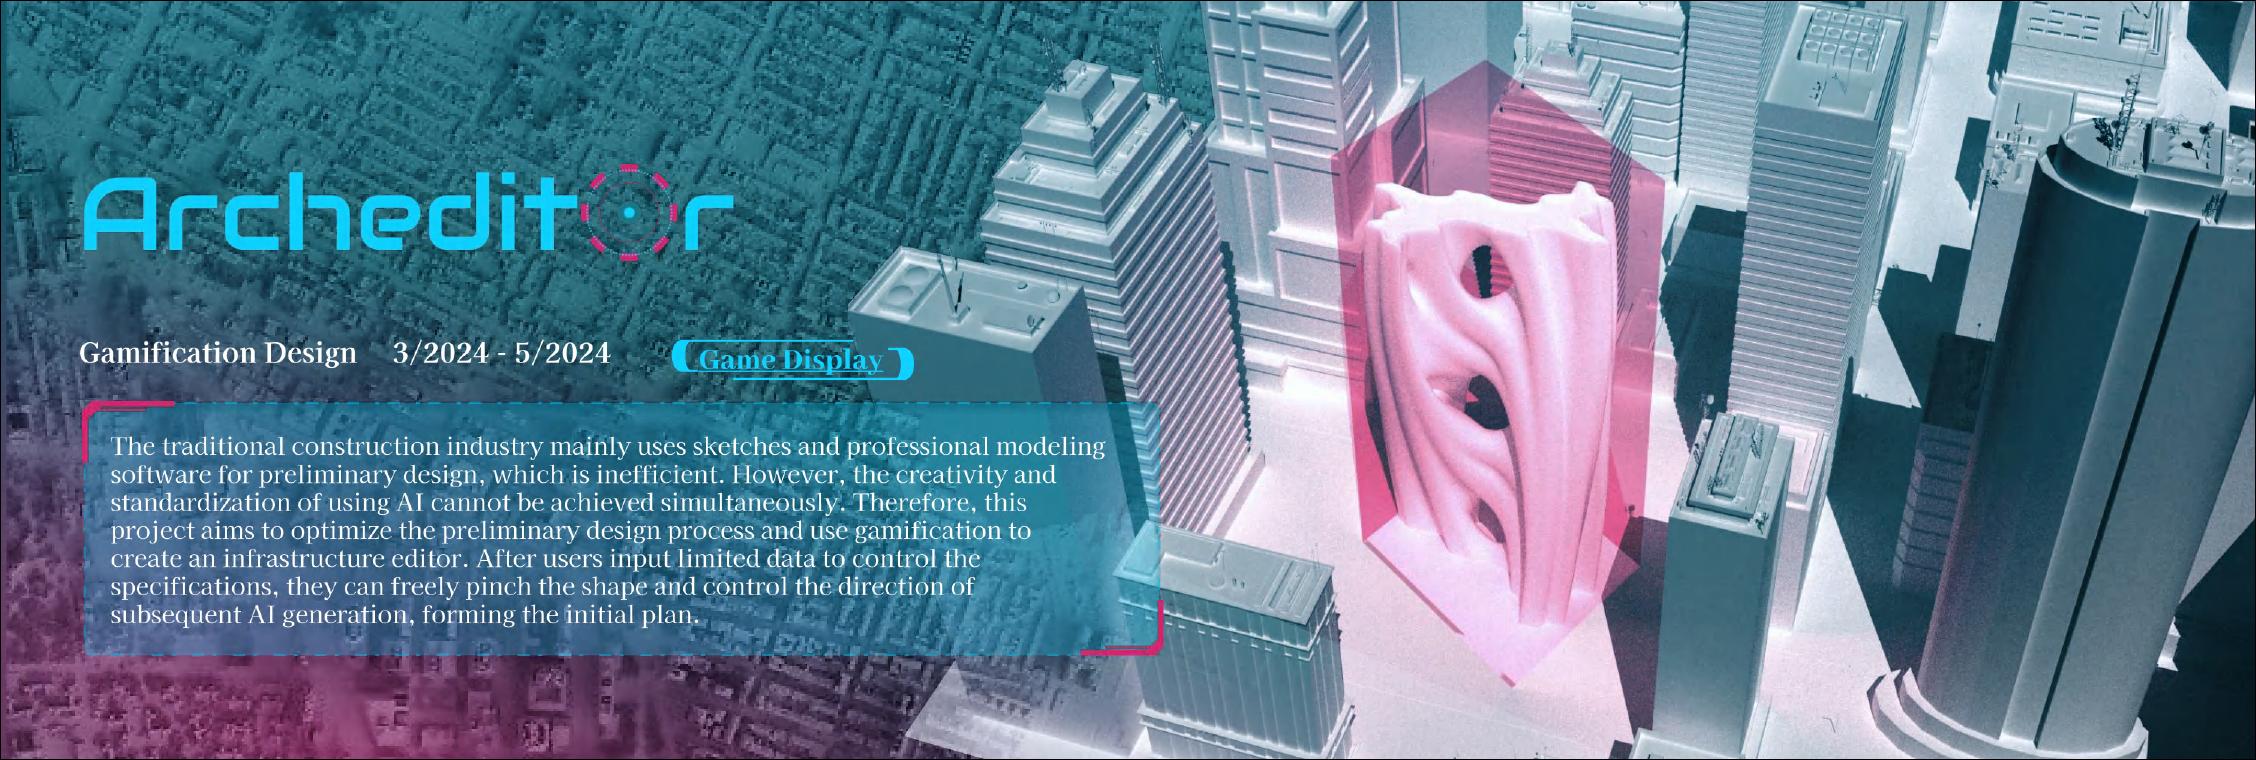 Archeditor
Gamification Design 3/2024 - 5/2024 Game Display
The traditional construction industry mainly uses sketches and professional modeling
software for preliminary design, which is inefficient. However, the creativity and
standardization of using AI cannot be achieved simultaneously. Therefore, this
project aims to optimize the preliminary design process and use gamification to
create an infrastructure editor. After users input limited data to control the
specifications, they can freely pinch the shape and control the direction of
subsequent AI generation, forming the initial plan.